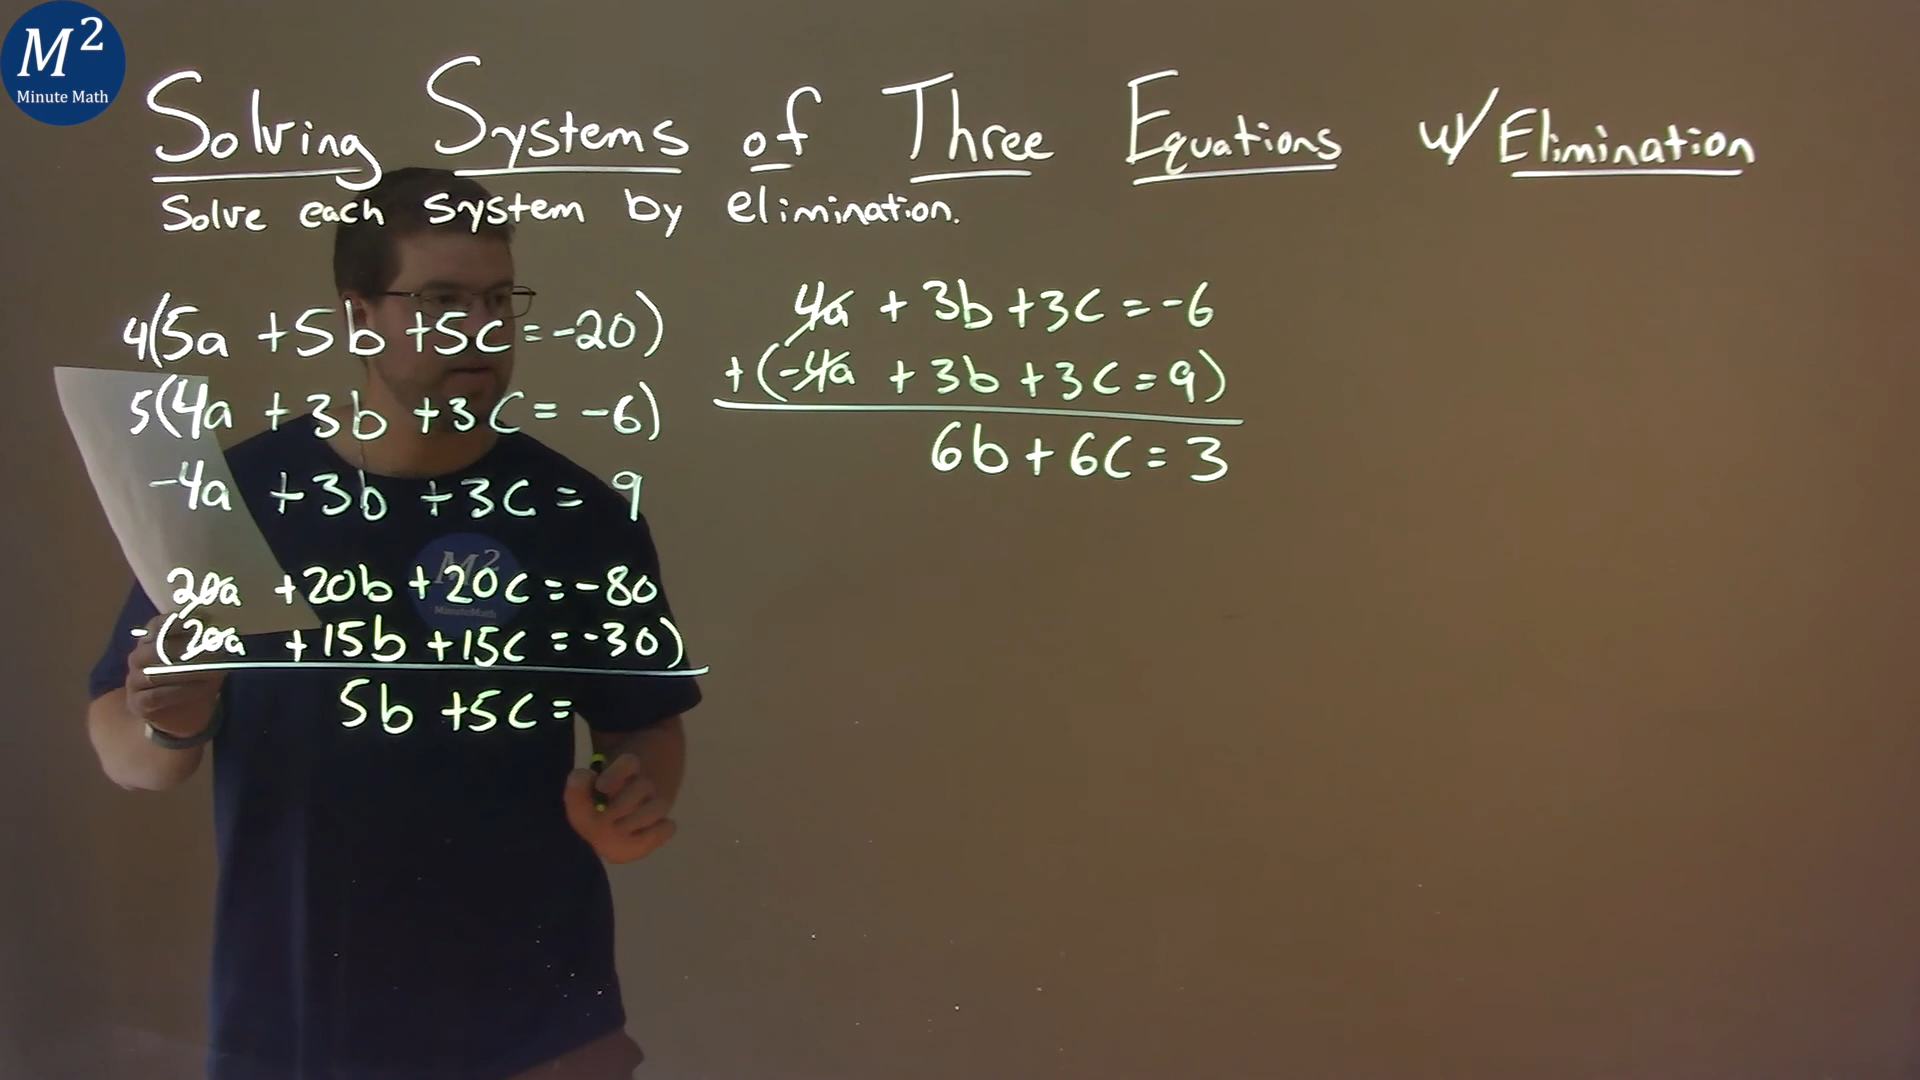 M²
Minute Math
Solving Systems of Three Equations w/ Elimination
Solve each system by elimination.
4(5a +5b +5c=-20)
5(4a +3b +3c= -6)
-4a +3b +3c= 9
20a +20b +20c=-80
-(20a +15b +15c=-30)
5b +5c=
4a +3b +3c=-6
+(-4a +3b +3c=9)
6b+6c=3
M²
MinuteMath